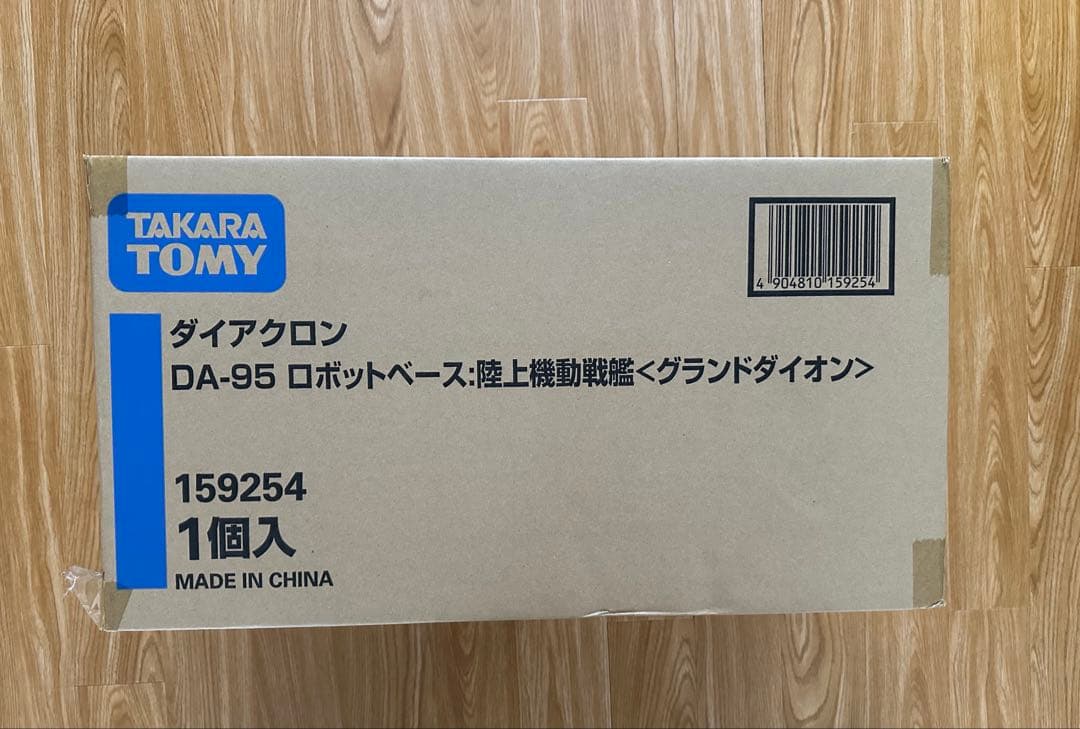 TAKARA
TOMY
4 904810 159254
ダイアクロン
DA-95 ロボットベース:陸上機動戦艦<グランドダイオン>
159254
1個入
MADE IN CHINA